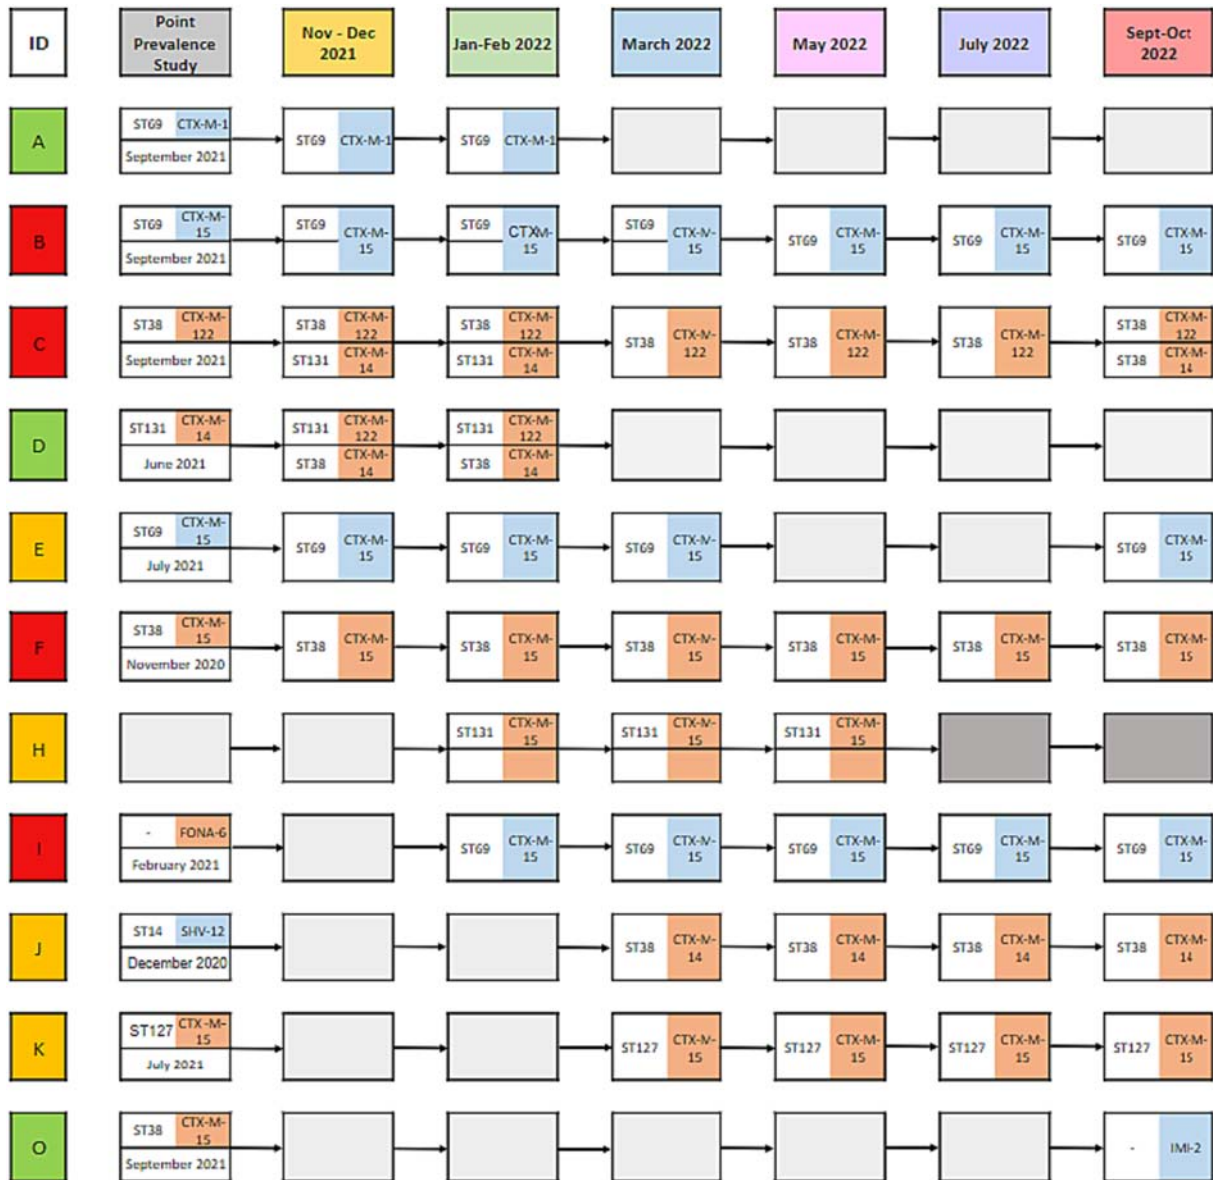 ID
Point
Prevalence
Study
Nov - Dec
2021
Jan-Feb 2022
March 2022
May 2022
July 2022
Sept-Oct
2022
A
ST69 CTX-M-1
September 2021
ST69 CTX-M-1
ST69 CTX-M-1
B
ST69 CTX-M-
15
September 2021
ST69 CTX-M-
15
ST69 CTX-M-
15
ST69 CTX-M-
15
ST69 CTX-M-
15
ST69 CTX-M-
15
ST69 CTX-M-
15
C
ST38 CTX-M-
122
September 2021
ST38 CTX-M-
122
ST131 CTX-M-
14
ST38 CTX-M-
122
ST131 CTX-M-
14
ST38 CTX-M-
122
ST38 CTX-M-
122
ST38 CTX-M-
122
ST38 CTX-M-
122
ST38 CTX-M-
14
D
ST131 CTX-M-
14
June 2021
ST131 CTX-M-
122
ST38 CTX-M-
14
ST131 CTX-M-
122
ST38 CTX-M-
14
E
ST69 CTX-M-
15
July 2021
ST69 CTX-M-
15
ST69 CTX-M-
15
ST69 CTX-M-
15
ST69 CTX-M-
15
F
ST38 CTX-M-
15
November 2020
ST38 CTX-M-
15
ST38 CTX-M-
15
ST38 CTX-M-
15
ST38 CTX-M-
15
ST38 CTX-M-
15
ST38 CTX-M-
15
H
ST131 CTX-M-
15
ST131 CTX-M-
15
ST131 CTX-M-
15
I
- FONA-6
February 2021
ST69 CTX-M-
15
ST69 CTX-M-
15
ST69 CTX-M-
15
ST69 CTX-M-
15
ST69 CTX-M-
15
J
ST14 SHV-12
December 2020
ST38 CTX-M-
14
ST38 CTX-M-
14
ST38 CTX-M-
14
ST38 CTX-M-
14
K
ST127 CTX-M-
15
July 2021
ST127 CTX-M-
15
ST127 CTX-M-
15
ST127 CTX-M-
15
ST127 CTX-M-
15
O
ST38 CTX-M-
15
September 2021
- IMI-2